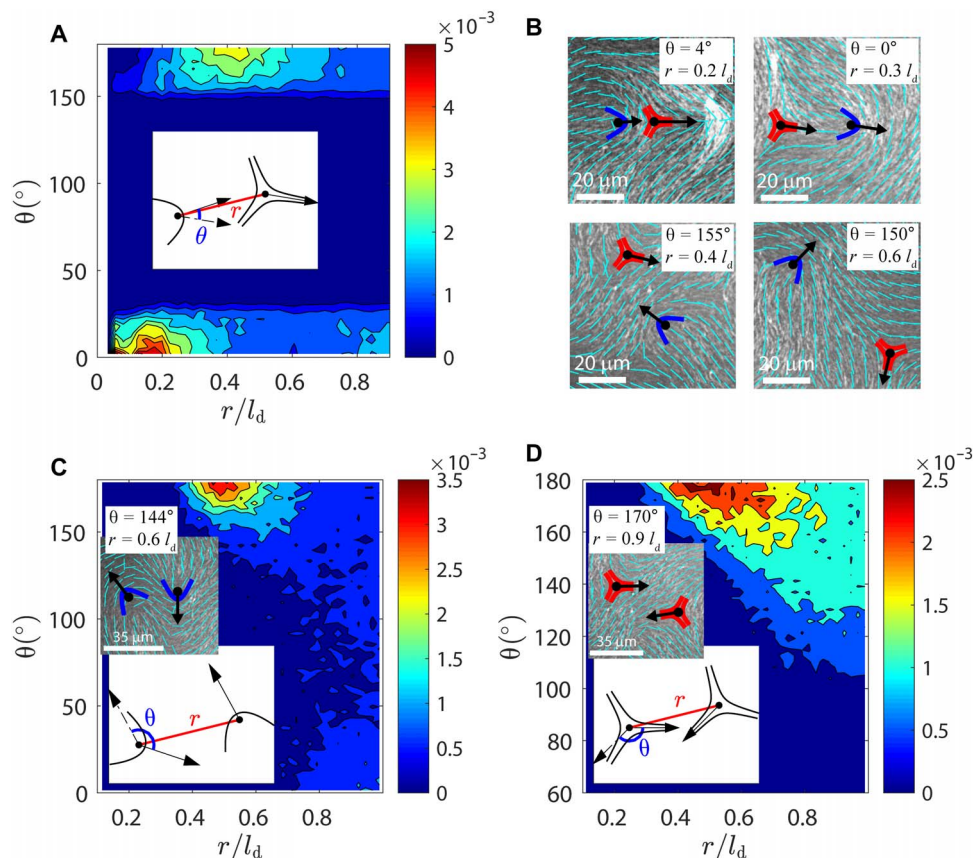 A
× 10⁻³
θ(°)
150
100
50
0
0
0.2
0.4
0.6
0.8
r/l_d
5
4
3
2
1
0
r
θ
B
θ = 4°
r = 0.2 l_d
20 μm
θ = 0°
r = 0.3 l_d
20 μm
θ = 155°
r = 0.4 l_d
20 μm
θ = 150°
r = 0.6 l_d
20 μm
C
× 10⁻³
θ(°)
150
100
50
0
0.2
0.4
0.6
0.8
r/l_d
3.5
3
2.5
2
1.5
1
0.5
0
θ = 144°
r = 0.6 l_d
35 μm
θ
r
D
× 10⁻³
θ(°)
180
160
140
120
100
80
60
0.2
0.4
0.6
0.8
r/l_d
2.5
2
1.5
1
0.5
0
θ = 170°
r = 0.9 l_d
35 μm
r
θ